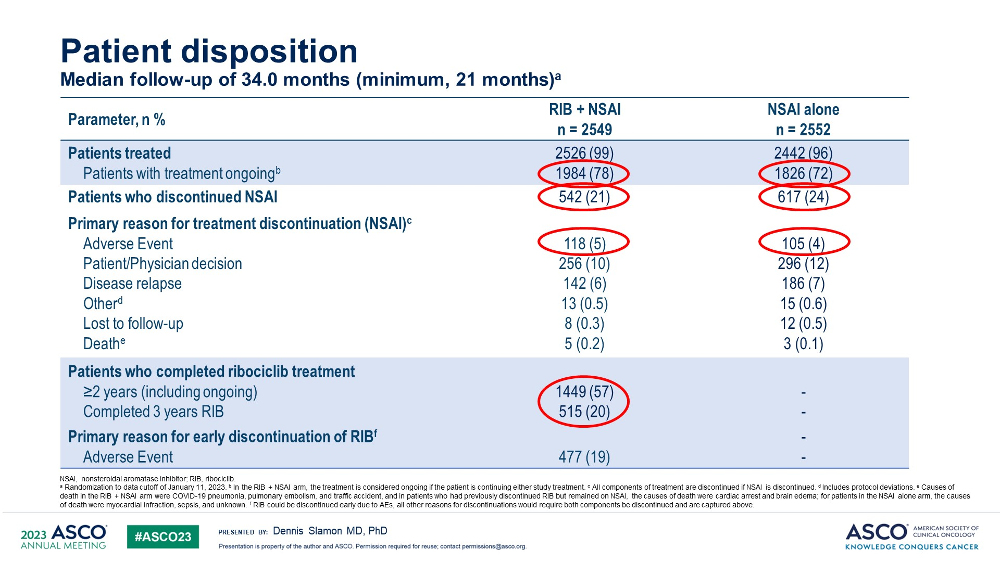 Patient disposition
Median follow-up of 34.0 months (minimum, 21 months)a
Parameter, n %
RIB + NSAI
n = 2549
NSAI alone
n = 2552
Patients treated 2526 (99) 2442 (96)
Patients with treatment ongoingb 1984 (78) 1826 (72)
Patients who discontinued NSAI 542 (21) 617 (24)
Primary reason for treatment discontinuation (NSAI)c
Adverse Event 118 (5) 105 (4)
Patient/Physician decision 256 (10) 296 (12)
Disease relapse 142 (6) 186 (7)
Otherd 13 (0.5) 15 (0.6)
Lost to follow-up 8 (0.3) 12 (0.5)
Deathe 5 (0.2) 3 (0.1)
Patients who completed ribociclib treatment
≥2 years (including ongoing) 1449 (57) -
Completed 3 years RIB 515 (20) -
Primary reason for early discontinuation of RIBf -
Adverse Event 477 (19) -
NSAI, nonsteroidal aromatase inhibitor; RIB, ribociclib.
a Randomization to data cutoff of January 11, 2023. b In the RIB + NSAI arm, the treatment is considered ongoing if the patient is continuing either study treatment. c All components of treatment are discontinued if NSAI is discontinued. d Includes protocol deviations. e Causes of
death in the RIB + NSAI arm were COVID-19 pneumonia, pulmonary embolism, and traffic accident, and in patients who had previously discontinued RIB but remained on NSAI, the causes of death were cardiac arrest and brain edema; for patients in the NSAI alone arm, the causes
of death were myocardial infraction, sepsis, and unknown. f RIB could be discontinued early due to AEs, all other reasons for discontinuations would require both components be discontinued and are captured above.
2023 ASCO
ANNUAL MEETING
#ASCO23
PRESENTED BY: Dennis Slamon MD, PhD
Presentation is property of the author and ASCO. Permission required for reuse; contact permissions@asco.org.
ASCO AMERICAN SOCIETY OF
CLINICAL ONCOLOGY
KNOWLEDGE CONQUERS CANCER